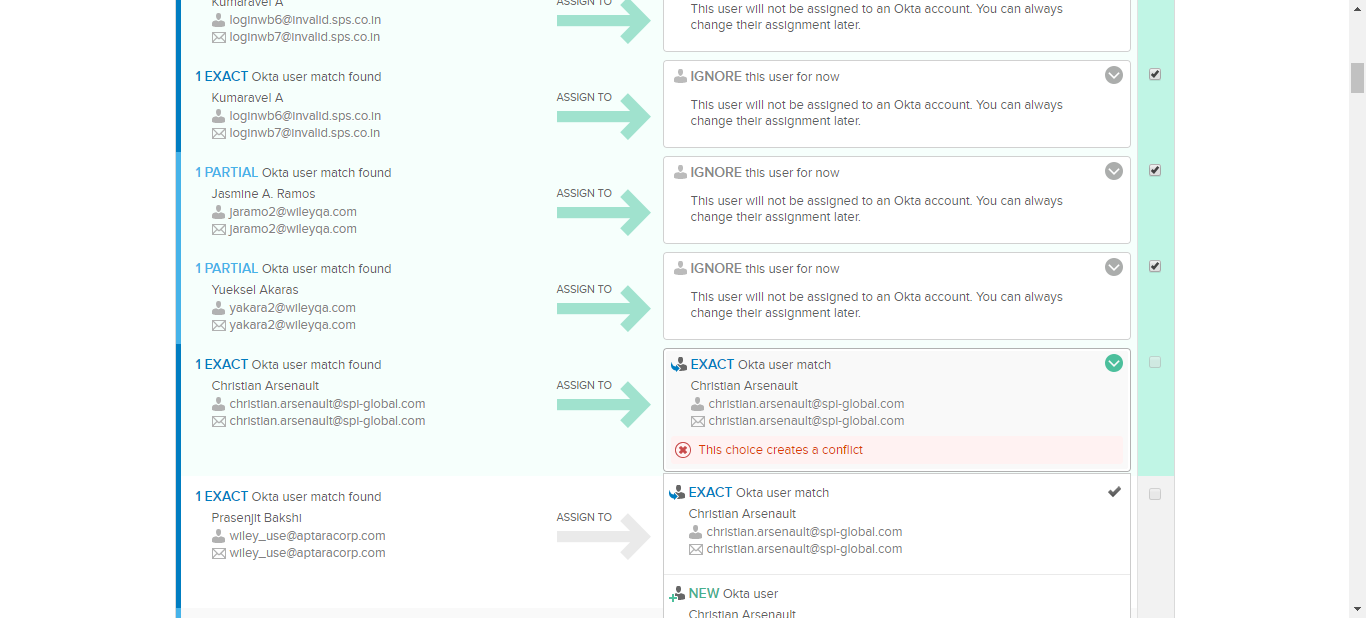 Kumaravel A
loginwb6@invalid.sps.co.in
loginwb7@invalid.sps.co.in
ASSIGN TO
This user will not be assigned to an Okta account. You can always
change their assignment later.
1 EXACT Okta user match found
Kumaravel A
loginwb6@invalid.sps.co.in
loginwb7@invalid.sps.co.in
ASSIGN TO
IGNORE this user for now
This user will not be assigned to an Okta account. You can always
change their assignment later.
1 PARTIAL Okta user match found
Jasmine A. Ramos
jaramo2@wileyqa.com
jaramo2@wileyqa.com
ASSIGN TO
IGNORE this user for now
This user will not be assigned to an Okta account. You can always
change their assignment later.
1 PARTIAL Okta user match found
Yueksel Akaras
yakara2@wileyqa.com
yakara2@wileyqa.com
ASSIGN TO
IGNORE this user for now
This user will not be assigned to an Okta account. You can always
change their assignment later.
1 EXACT Okta user match found
Christian Arsenault
christian.arsenault@spi-global.com
christian.arsenault@spi-global.com
ASSIGN TO
EXACT Okta user match
Christian Arsenault
christian.arsenault@spi-global.com
christian.arsenault@spi-global.com
This choice creates a conflict
1 EXACT Okta user match found
Prasenjit Bakshi
wiley_use@aptaracorp.com
wiley_use@aptaracorp.com
ASSIGN TO
EXACT Okta user match
Christian Arsenault
christian.arsenault@spi-global.com
christian.arsenault@spi-global.com
NEW Okta user
Christian Arsenault